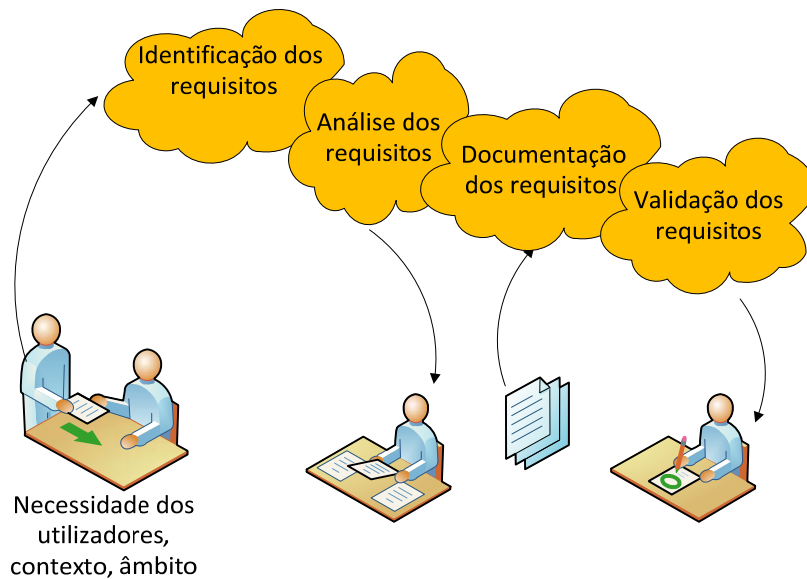 Identificação dos
requisitos
Análise dos
requisitos
Documentação
dos requisitos
Validação dos
requisitos
Necessidade dos
utilizadores,
contexto, âmbito